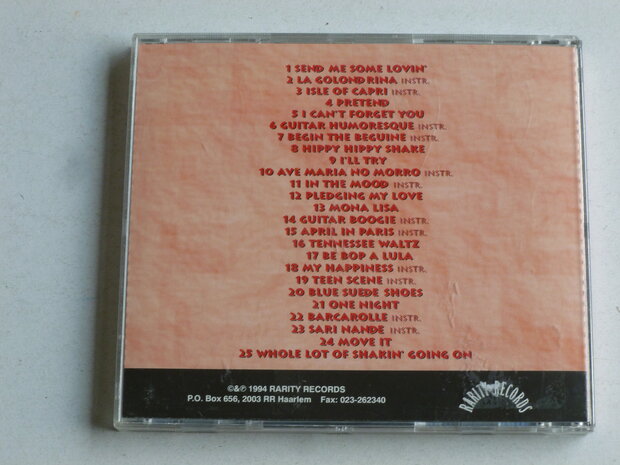 1 SEND ME SOME LOVIN'
2 LA GOLONDRINA INSTR.
3 ISLE OF CAPRI INSTR.
4 PRETEND
5 I CAN'T FORGET YOU
6 GUITAR HUMORESQUE INSTR.
7 BEGIN THE BEGUINE INSTR.
8 HIPPY HIPPY SHAKE
9 I'LL TRY
10 AVE MARIA NO MORRO INSTR.
11 IN THE MOOD INSTR.
12 PLEDGING MY LOVE
13 MONA LISA
14 GUITAR BOOGIE INSTR.
15 APRIL IN PARIS INSTR.
16 TENNESSEE WALTZ
17 BE BOP A LULA
18 MY HAPPINESS INSTR.
19 TEEN SCENE INSTR.
20 BLUE SUEDE SHOES
21 ONE NIGHT
22 BARCAROLLE INSTR.
23 SARI NANDE INSTR.
24 MOVE IT
25 WHOLE LOT OF SHAKIN' GOING ON
©&℗ 1994 RARITY RECORDS
P.O. Box 656, 2003 RR Haarlem Fax: 023-262340
RARITY RECORDS